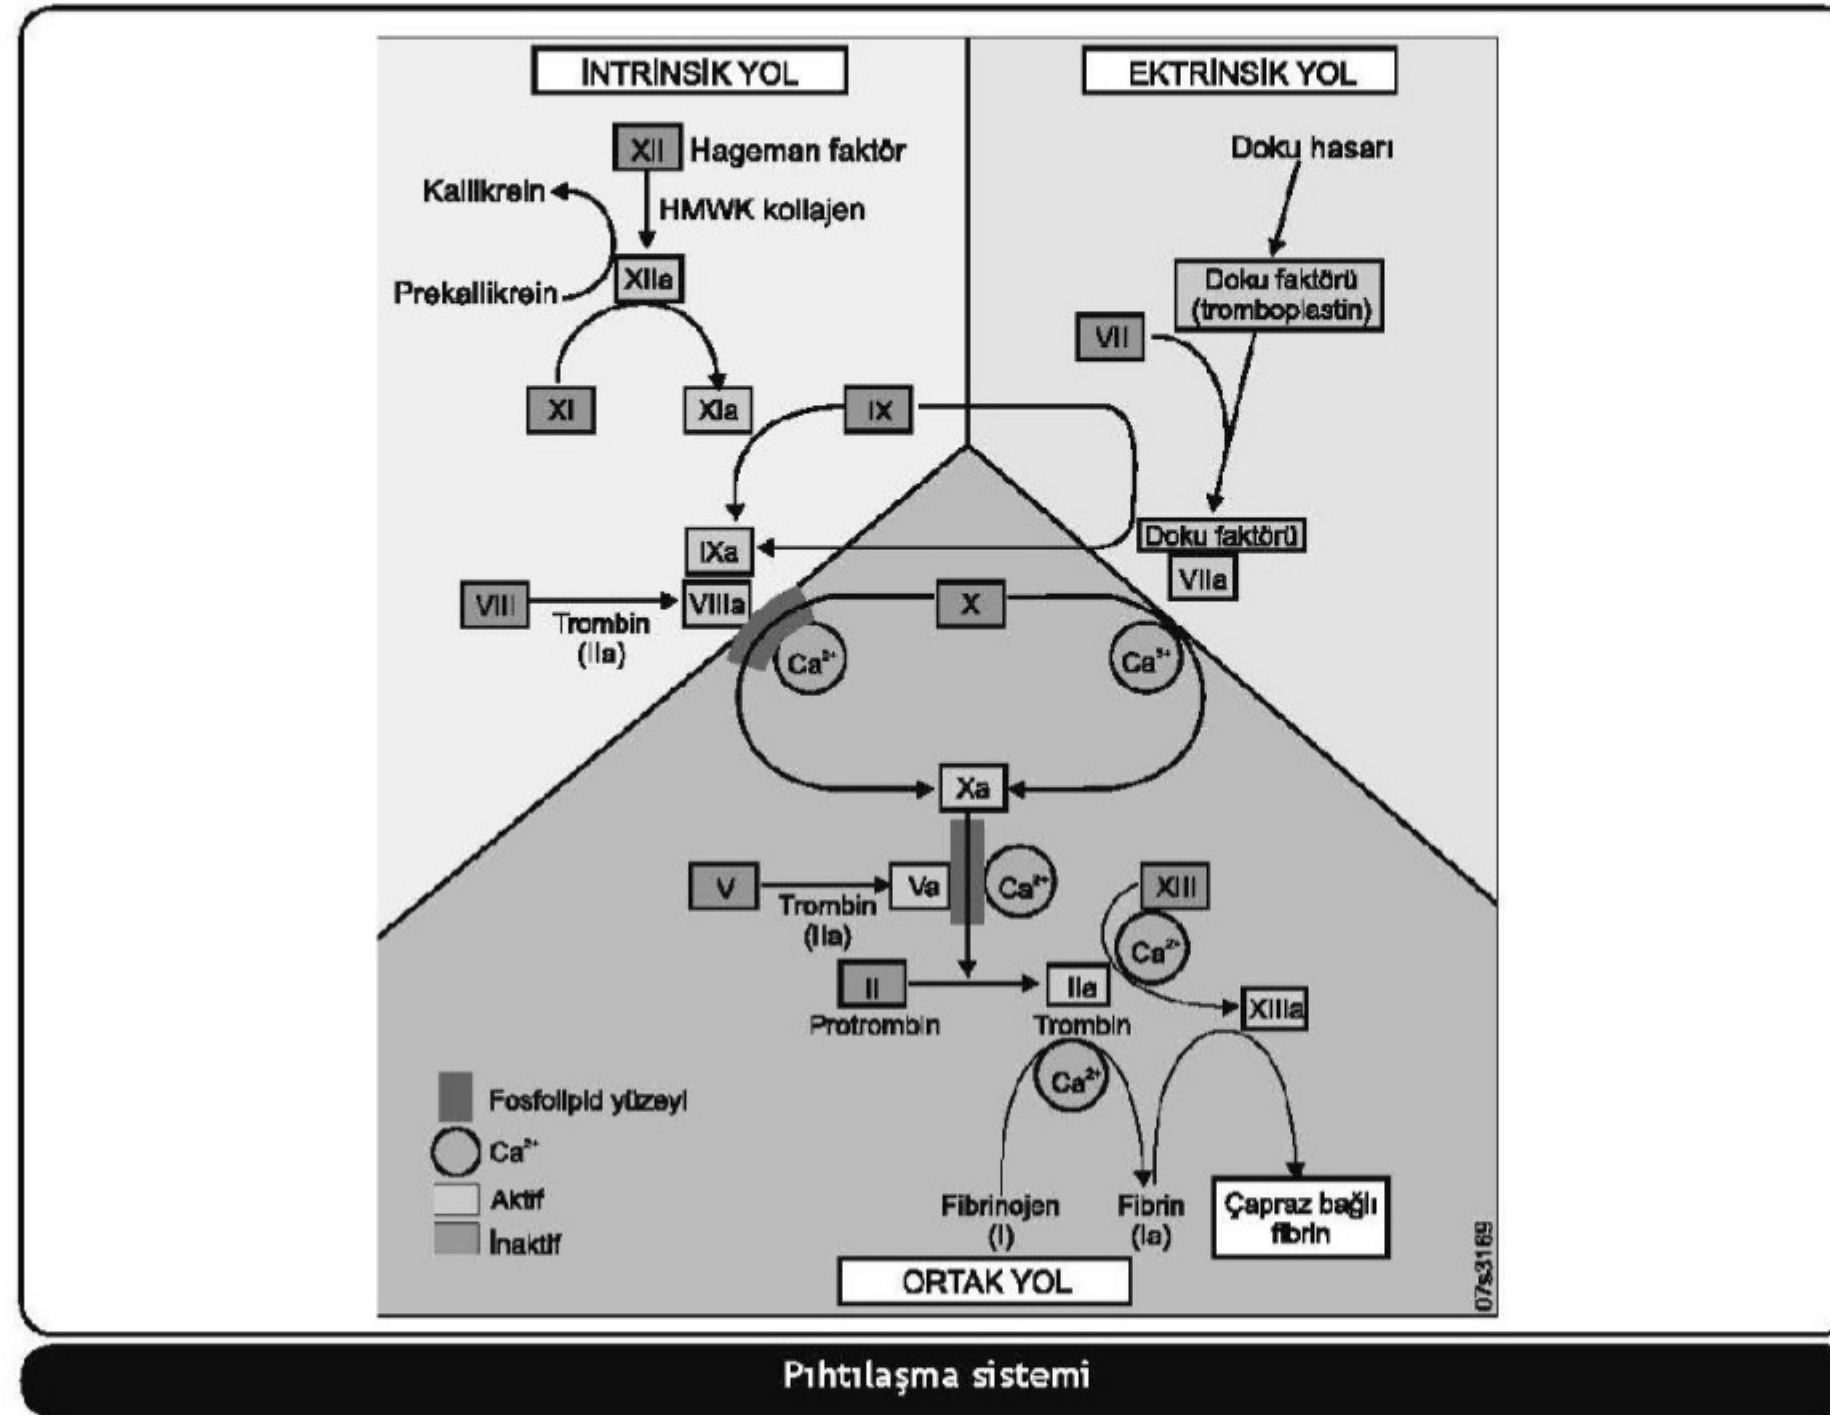 İNTRİNSİK YOL
EKTRİNSİK YOL
XII
Hageman faktör
Kallikrein
HMWK kollajen
Prekallikrein
XIIa
XI
XIa
IX
Doku hasarı
Doku faktörü
(tromboplastin)
VII
Doku faktörü
VIIa
IXa
VIII
Trombin
(IIa)
VIIIa
X
Ca²⁺
Ca²⁺
Xa
V
Trombin
(IIa)
Va
Ca²⁺
XIII
Ca²⁺
II
Protrombin
IIa
Trombin
XIIIa
Ca²⁺
Fibrinojen
(I)
Fibrin
(Ia)
Çapraz bağlı
fibrin
Fosfolipid yüzeyi
Ca²⁺
Aktif
İnaktif
ORTAK YOL
07s3169
Pıhtılaşma sistemi